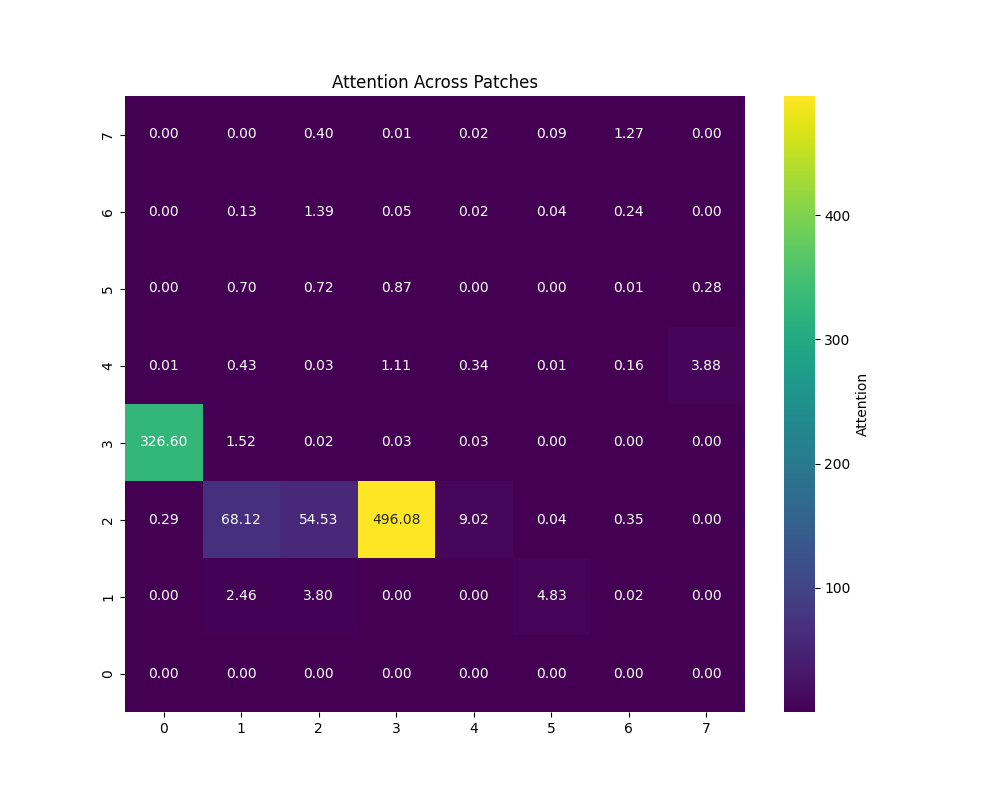 Attention Across Patches
7 0.00 0.00 0.40 0.01 0.02 0.09 1.27 0.00
6 0.00 0.13 1.39 0.05 0.02 0.04 0.24 0.00
5 0.00 0.70 0.72 0.87 0.00 0.00 0.01 0.28
4 0.01 0.43 0.03 1.11 0.34 0.01 0.16 3.88
3 326.60 1.52 0.02 0.03 0.03 0.00 0.00 0.00
2 0.29 68.12 54.53 496.08 9.02 0.04 0.35 0.00
1 0.00 2.46 3.80 0.00 0.00 4.83 0.02 0.00
0 0.00 0.00 0.00 0.00 0.00 0.00 0.00 0.00
0 1 2 3 4 5 6 7
400
300
200
100
Attention